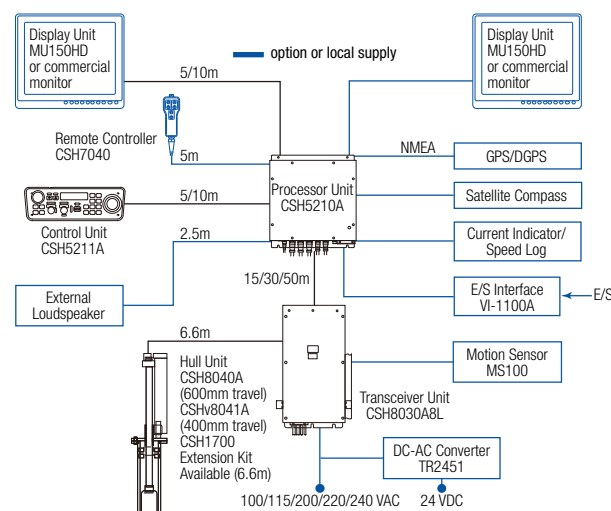 Display Unit
MU150HD
or commercial
monitor
option or local supply
Display Unit
MU150HD
or commercial
monitor
5/10m
Remote Controller
CSH7040
5m
NMEA
GPS/DGPS
Processor Unit
CSH5210A
Satellite Compass
5/10m
Control Unit
CSH5211A
2.5m
Current Indicator/
Speed Log
15/30/50m
External
Loudspeaker
E/S Interface
VI-1100A
E/S
6.6m
Hull Unit
CSH8040A
(600mm travel)
CSHv8041A
(400mm travel)
CSH1700
Extension Kit
Available (6.6m)
Motion Sensor
MS100
Transceiver Unit
CSH8030A8L
DC-AC Converter
TR2451
100/115/200/220/240 VAC
24 VDC